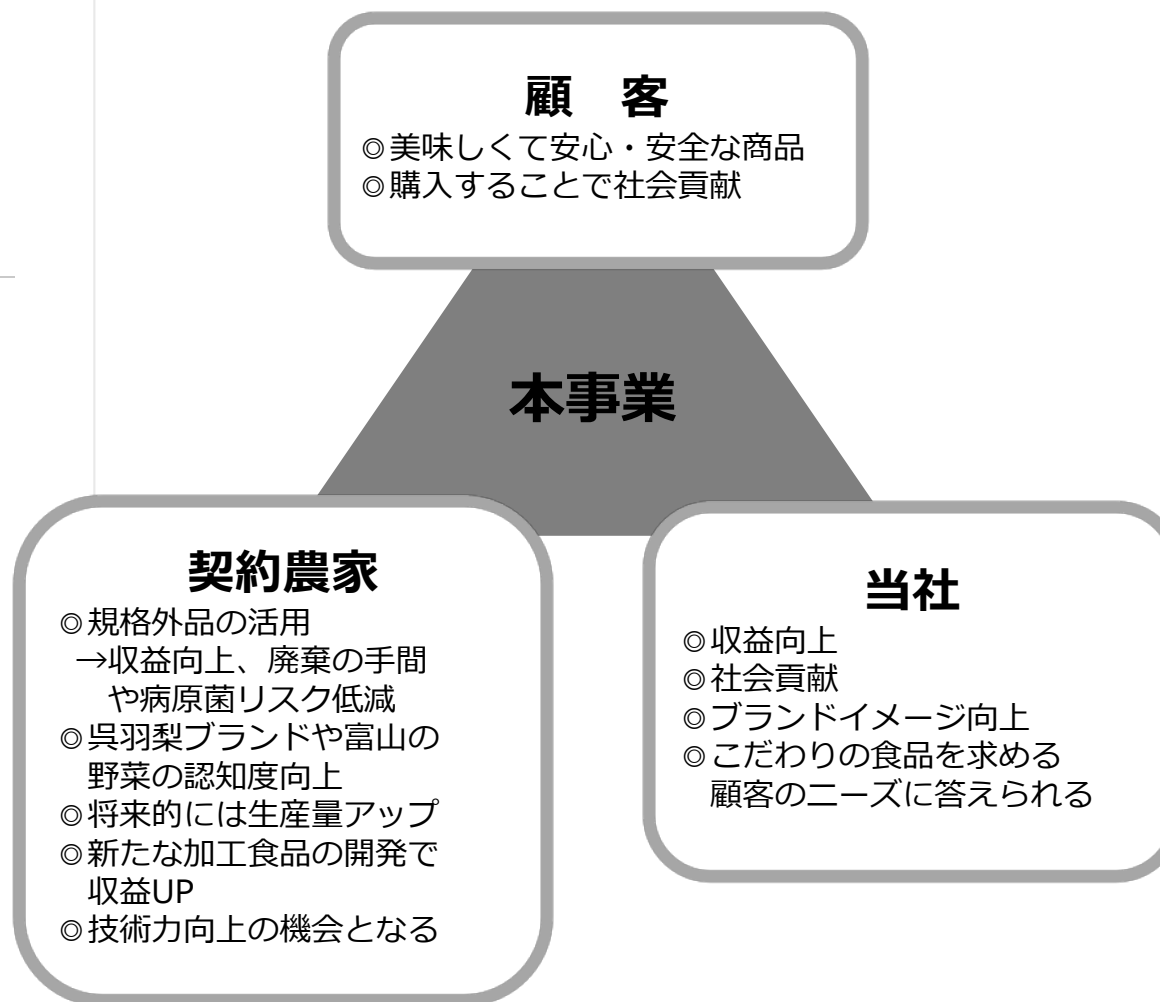 顧　客
◎美味しくて安心・安全な商品
◎購入することで社会貢献
本事業
契約農家
◎規格外品の活用
→収益向上、廃棄の手間
や病原菌リスク低減
◎呉羽梨ブランドや富山の
野菜の認知度向上
◎将来的には生産量アップ
◎新たな加工食品の開発で
収益UP
◎技術力向上の機会となる
当社
◎収益向上
◎社会貢献
◎ブランドイメージ向上
◎こだわりの食品を求める
顧客のニーズに答えられる